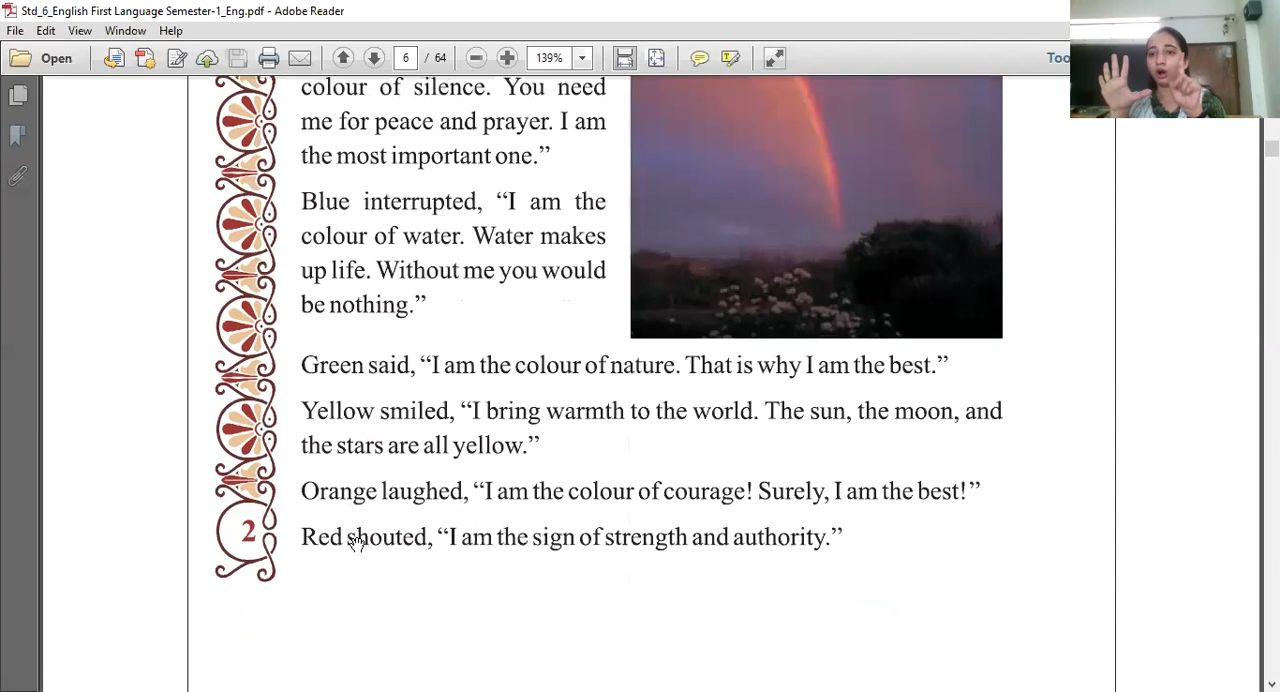 Std_6_English First Language Semester-1_Eng.pdf - Adobe Reader
File Edit View Window Help
Open 6 / 64 139% Too
colour of silence. You need
me for peace and prayer. I am
the most important one.”
Blue interrupted, “I am the
colour of water. Water makes
up life. Without me you would
be nothing.”
Green said, “I am the colour of nature. That is why I am the best.”
Yellow smiled, “I bring warmth to the world. The sun, the moon, and
the stars are all yellow.”
Orange laughed, “I am the colour of courage! Surely, I am the best!”
Red shouted, “I am the sign of strength and authority.”
2